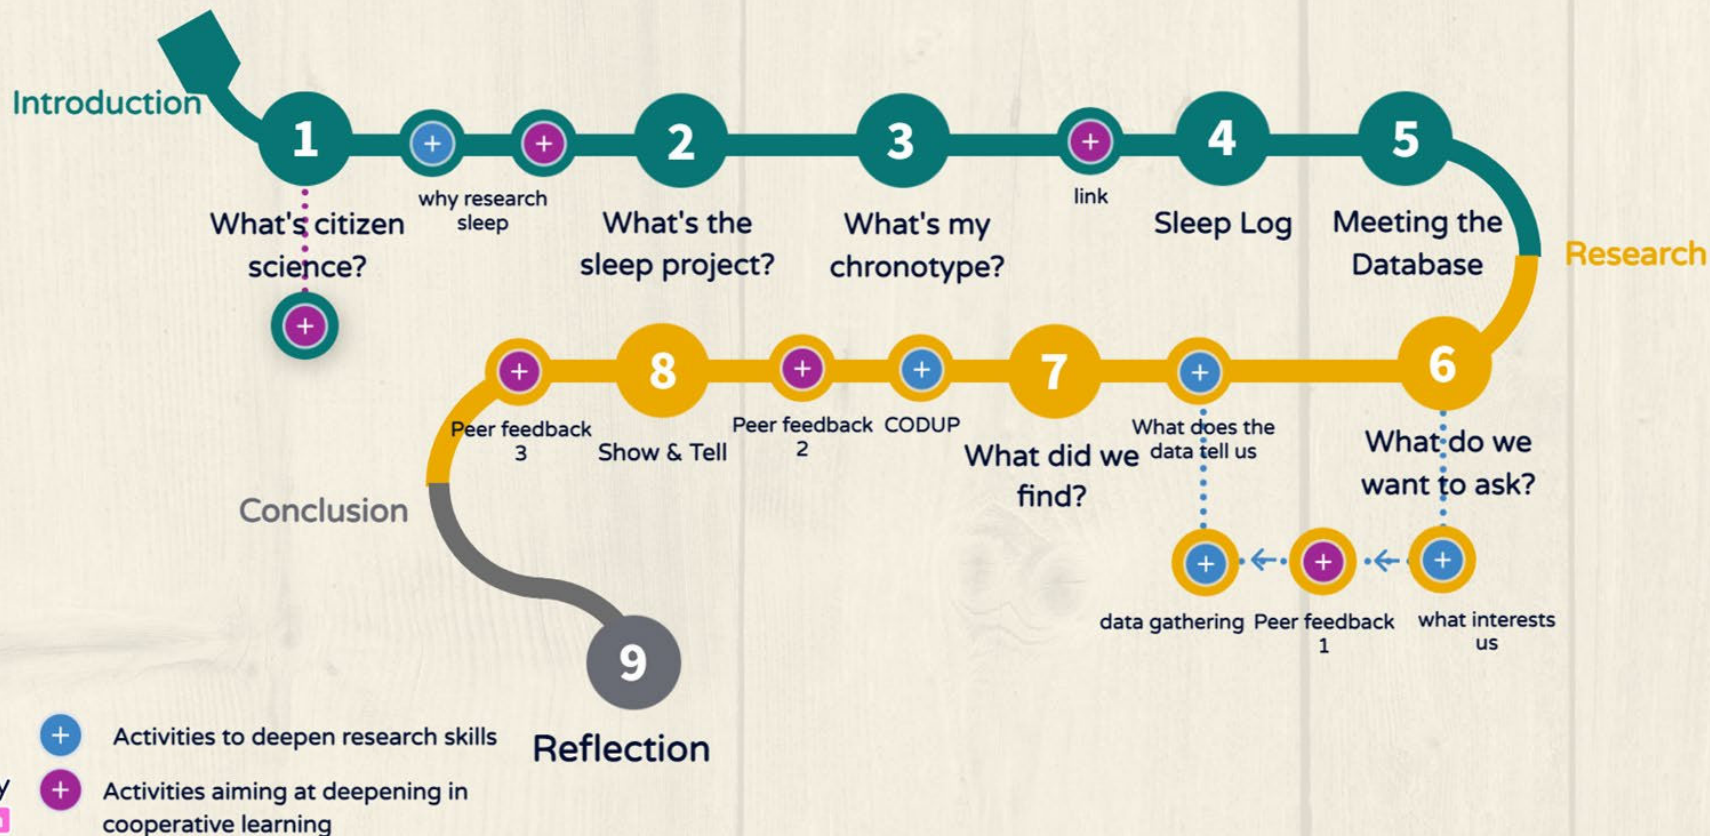 Introduction
1
2
3
4
5
why research
sleep
link
What's citizen
science?
What's the
sleep project?
What's my
chronotype?
Sleep Log
Meeting the
Database
Research
8
7
6
Peer feedback
3
Show & Tell
Peer feedback
2
CODUP
What did we
find?
What does the
data tell us
What do we
want to ask?
data gathering
Peer feedback
1
what interests
us
Conclusion
9
Reflection
Activities to deepen research skills
y
Activities aiming at deepening in
cooperative learning